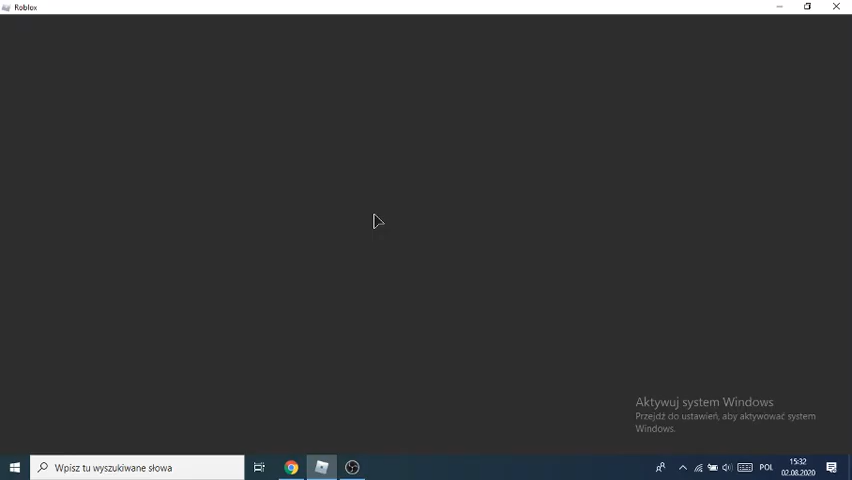 Roblox
Aktywuj system Windows
Przejdź do ustawień, aby aktywować system
Windows.
Wpisz tu wyszukiwane słowa
POL
15:32
02.08.2020